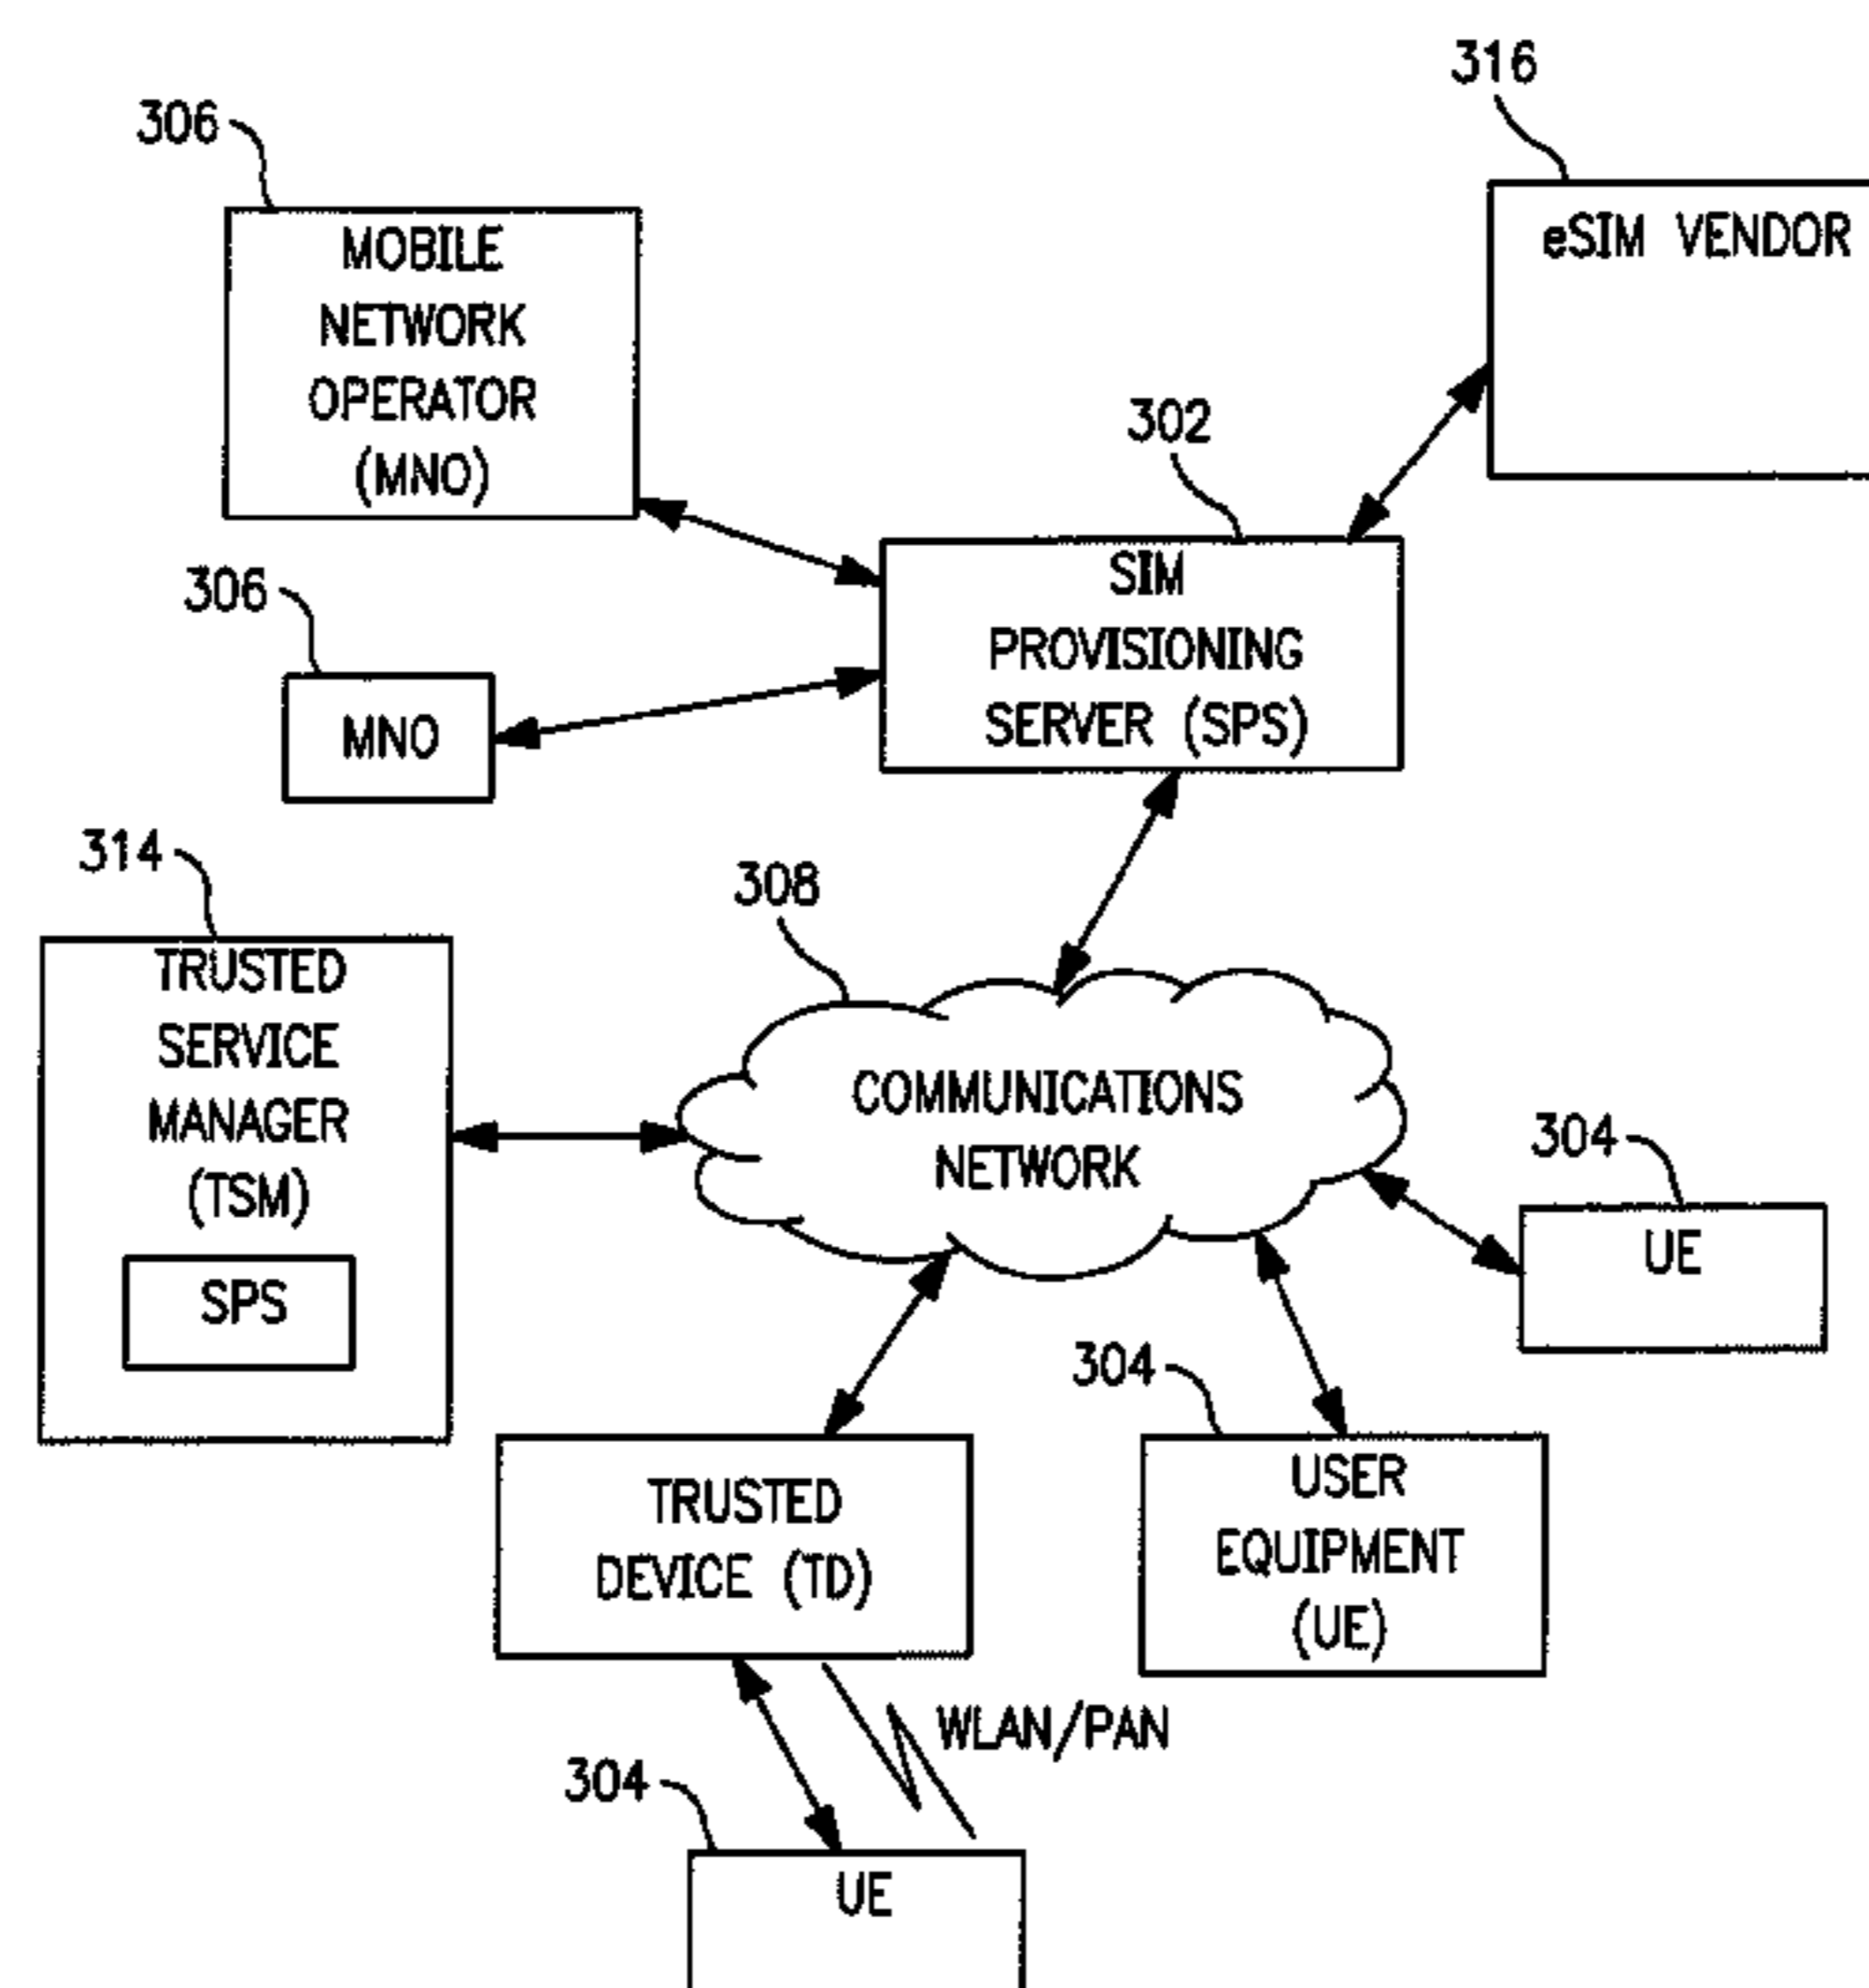 316
306
MOBILE
NETWORK
OPERATOR
(MNO)
eSIM VENDOR
302
SIM
PROVISIONING
SERVER (SPS)
306
MNO
314
TRUSTED
SERVICE
MANAGER
(TSM)
SPS
308
COMMUNICATIONS
NETWORK
304
UE
304
USER
EQUIPMENT
(UE)
TRUSTED
DEVICE (TD)
WLAN/PAN
304
UE